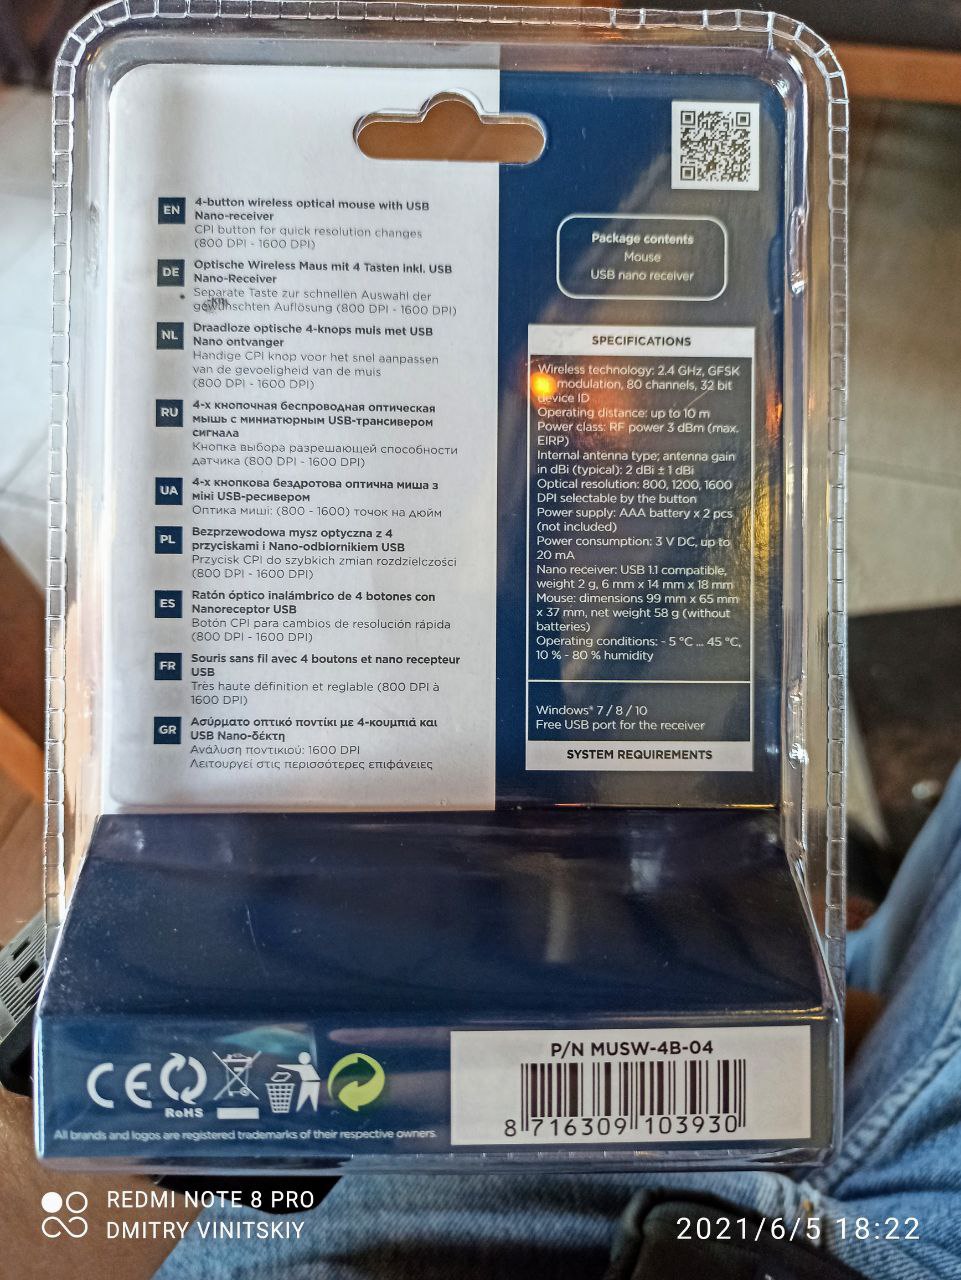 EN
4-button wireless optical mouse with USB
Nano-receiver
CPI button for quick resolution changes
(800 DPI - 1600 DPI)
DE
Optische Wireless Maus mit 4 Tasten inkl. USB
Nano-Receiver
Separate Taste zur schnellen Auswahl der
gewünschten Auflösung (800 DPI - 1600 DPI)
NL
Draadloze optische 4-knops muis met USB
Nano ontvanger
Handige CPI knop voor het snel aanpassen
van de gevoeligheid van de muis
(800 DPI - 1600 DPI)
RU
4-х кнопочная беспроводная оптическая
мышь с миниатюрным USB-трансивером
сигнала
Кнопка выбора разрешающей способности
датчика (800 DPI - 1600 DPI)
UA
4-х кнопкова бездротова оптична миша з
міні USB-ресивером
Оптика миші: (800 - 1600) точок на дюйм
PL
Bezprzewodowa mysz optyczna z 4
przyciskami i Nano-odbiornikiem USB
Przycisk CPI do szybkich zmian rozdzielczości
(800 DPI - 1600 DPI)
ES
Ratón óptico inalámbrico de 4 botones con
Nanoreceptor USB
Botón CPI para cambios de resolución rápida
(800 DPI - 1600 DPI)
FR
Souris sans fil avec 4 boutons et nano recepteur
USB
Très haute définition et reglable (800 DPI à
1600 DPI)
GR
Ασύρματο οπτικό ποντίκι με 4-κουμπιά και
USB Nano-δέκτη
Ανάλυση ποντικιού: 1600 DPI
Λειτουργεί στις περισσότερες επιφάνειες
Package contents
Mouse
USB nano receiver
SPECIFICATIONS
Wireless technology: 2.4 GHz, GFSK
modulation, 80 channels, 32 bit
device ID
Operating distance: up to 10 m
Power class: RF power 3 dBm (max.
EIRP)
Internal antenna type; antenna gain
in dBi (typical): 2 dBi ± 1 dBi
Optical resolution: 800, 1200, 1600
DPI selectable by the button
Power supply: AAA battery x 2 pcs
(not included)
Power consumption: 3 V DC, up to
20 mA
Nano receiver: USB 1.1 compatible,
weight 2 g, 6 mm x 14 mm x 18 mm
Mouse: dimensions 99 mm x 65 mm
x 37 mm, net weight 58 g (without
batteries)
Operating conditions: - 5 °C ... 45 °C,
10 % - 80 % humidity
Windows® 7 / 8 / 10
Free USB port for the receiver
SYSTEM REQUIREMENTS
CE
RoHS
All brands and logos are registered trademarks of their respective owners.
P/N MUSW-4B-04
8 716309 103930
REDMI NOTE 8 PRO
DMITRY VINITSKIY
2021/6/5 18:22